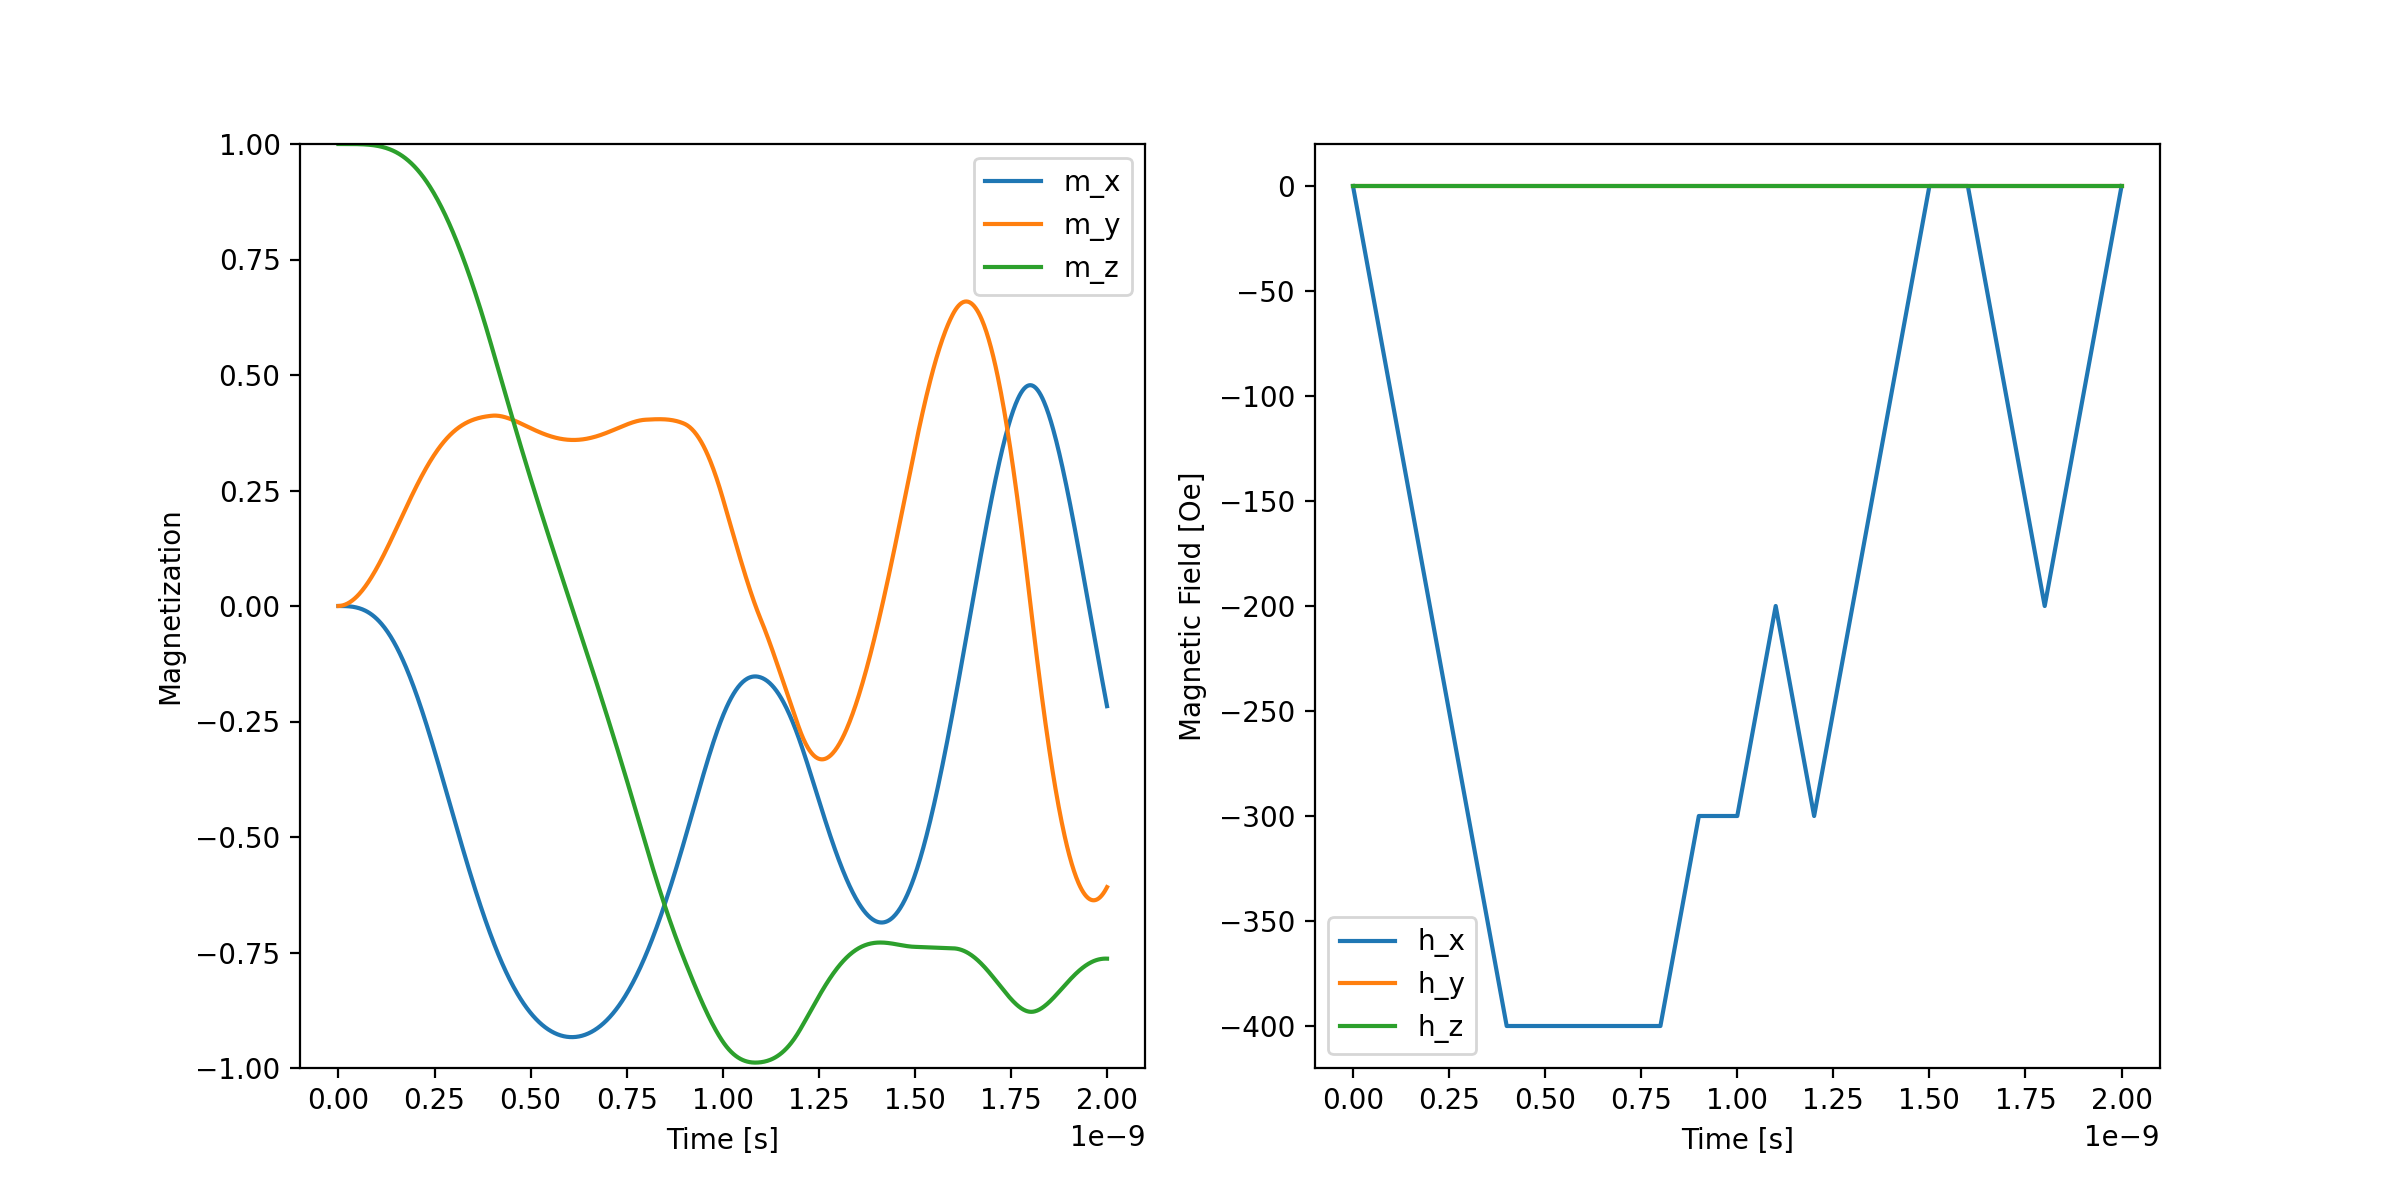 1.00
0.75
0.50
0.25
0.00
−0.25
−0.50
−0.75
−1.00
Magnetization
m_x
m_y
m_z
0.00 0.25 0.50 0.75 1.00 1.25 1.50 1.75 2.00
Time [s]
1e−9
0
−50
−100
−150
−200
−250
−300
−350
−400
Magnetic Field [Oe]
h_x
h_y
h_z
0.00 0.25 0.50 0.75 1.00 1.25 1.50 1.75 2.00
Time [s]
1e−9